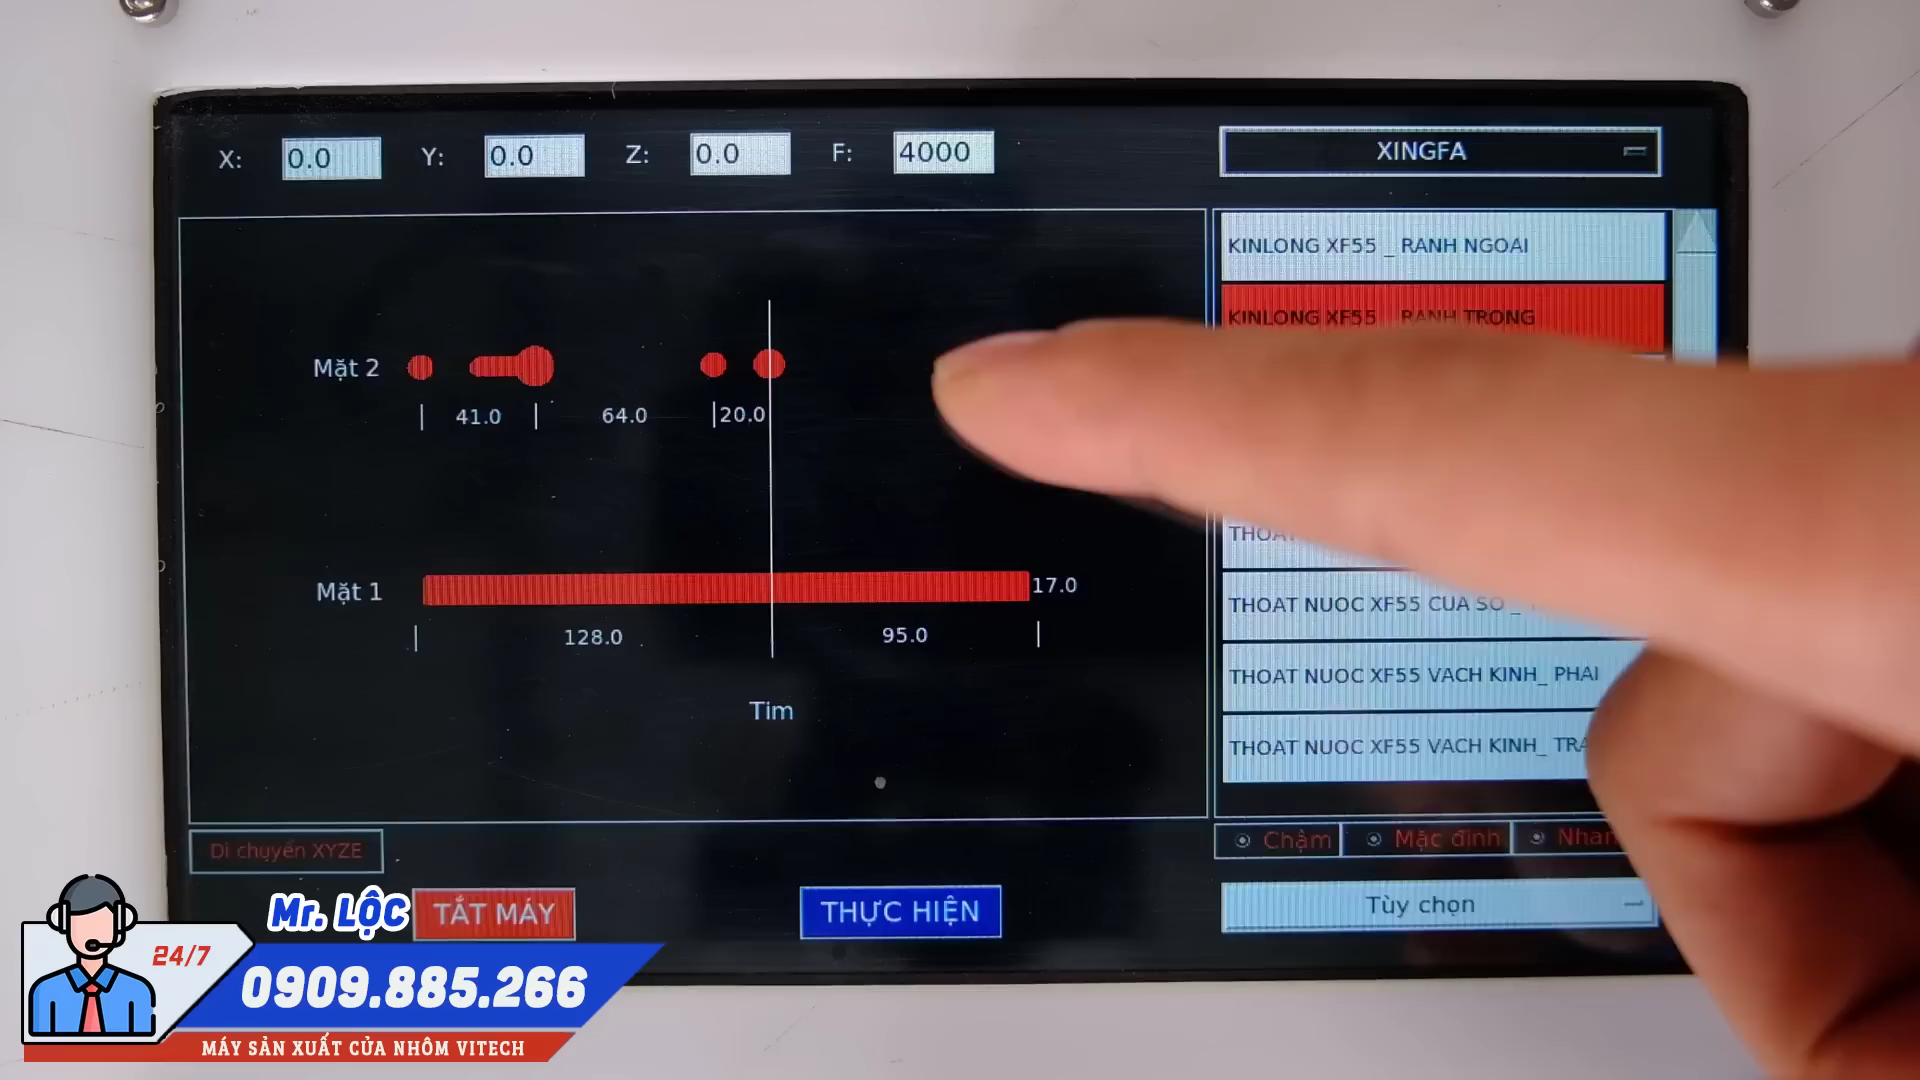 X: 0.0 Y: 0.0 Z: 0.0 F: 4000
XINGFA
KINLONG XF55 _ RANH NGOAI
KINLONG XF55 _ RANH TRONG
Mặt 2
41.0 64.0 20.0
THOAT
Mặt 1
17.0
128.0 95.0
THOAT NUOC XF55 CUA SO _
THOAT NUOC XF55 VACH KINH_ PHAI
THOAT NUOC XF55 VACH KINH_ TRA
Tim
Di chuyển XYZE
Chậm Mặc định Nhan
TẮT MÁY
THỰC HIỆN
Tùy chọn
Mr. LỘC
24/7
0909.885.266
MÁY SẢN XUẤT CỬA NHÔM VITECH